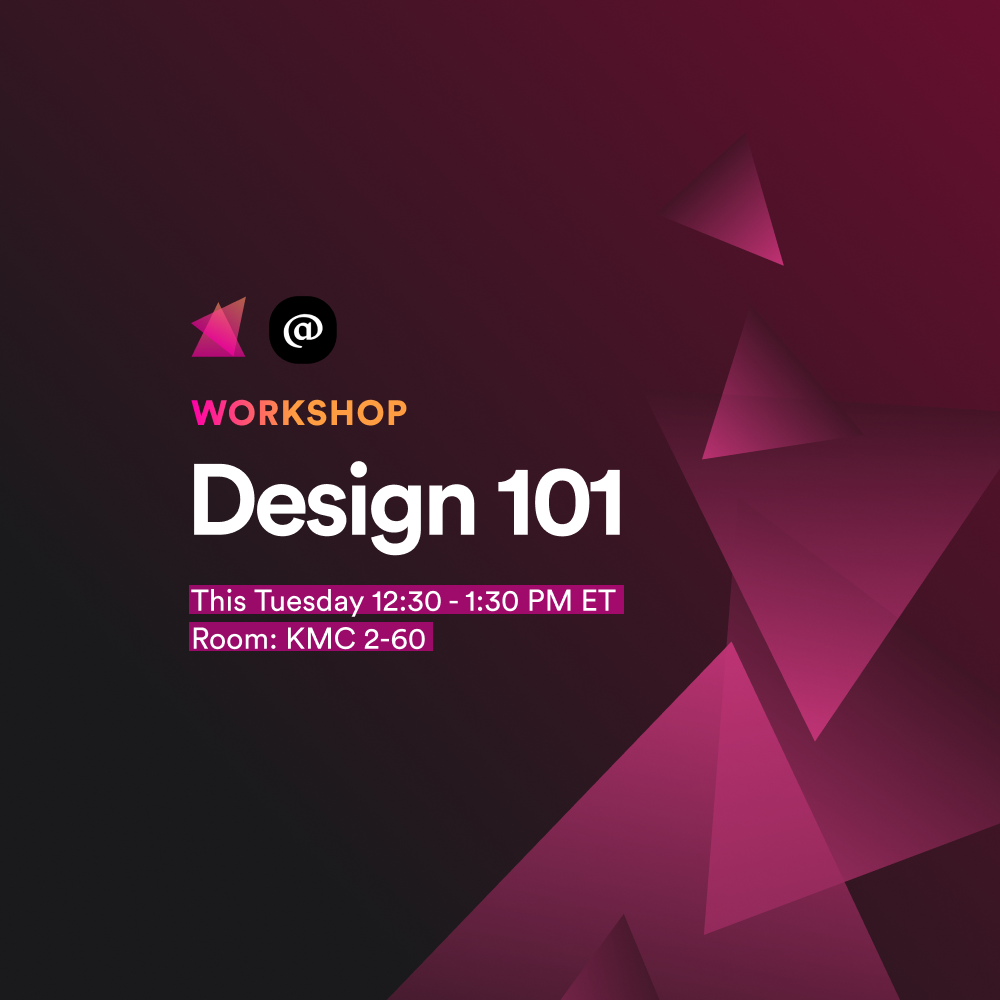 @
WORKSHOP
Design 101
This Tuesday 12:30 - 1:30 PM ET
Room: KMC 2-60